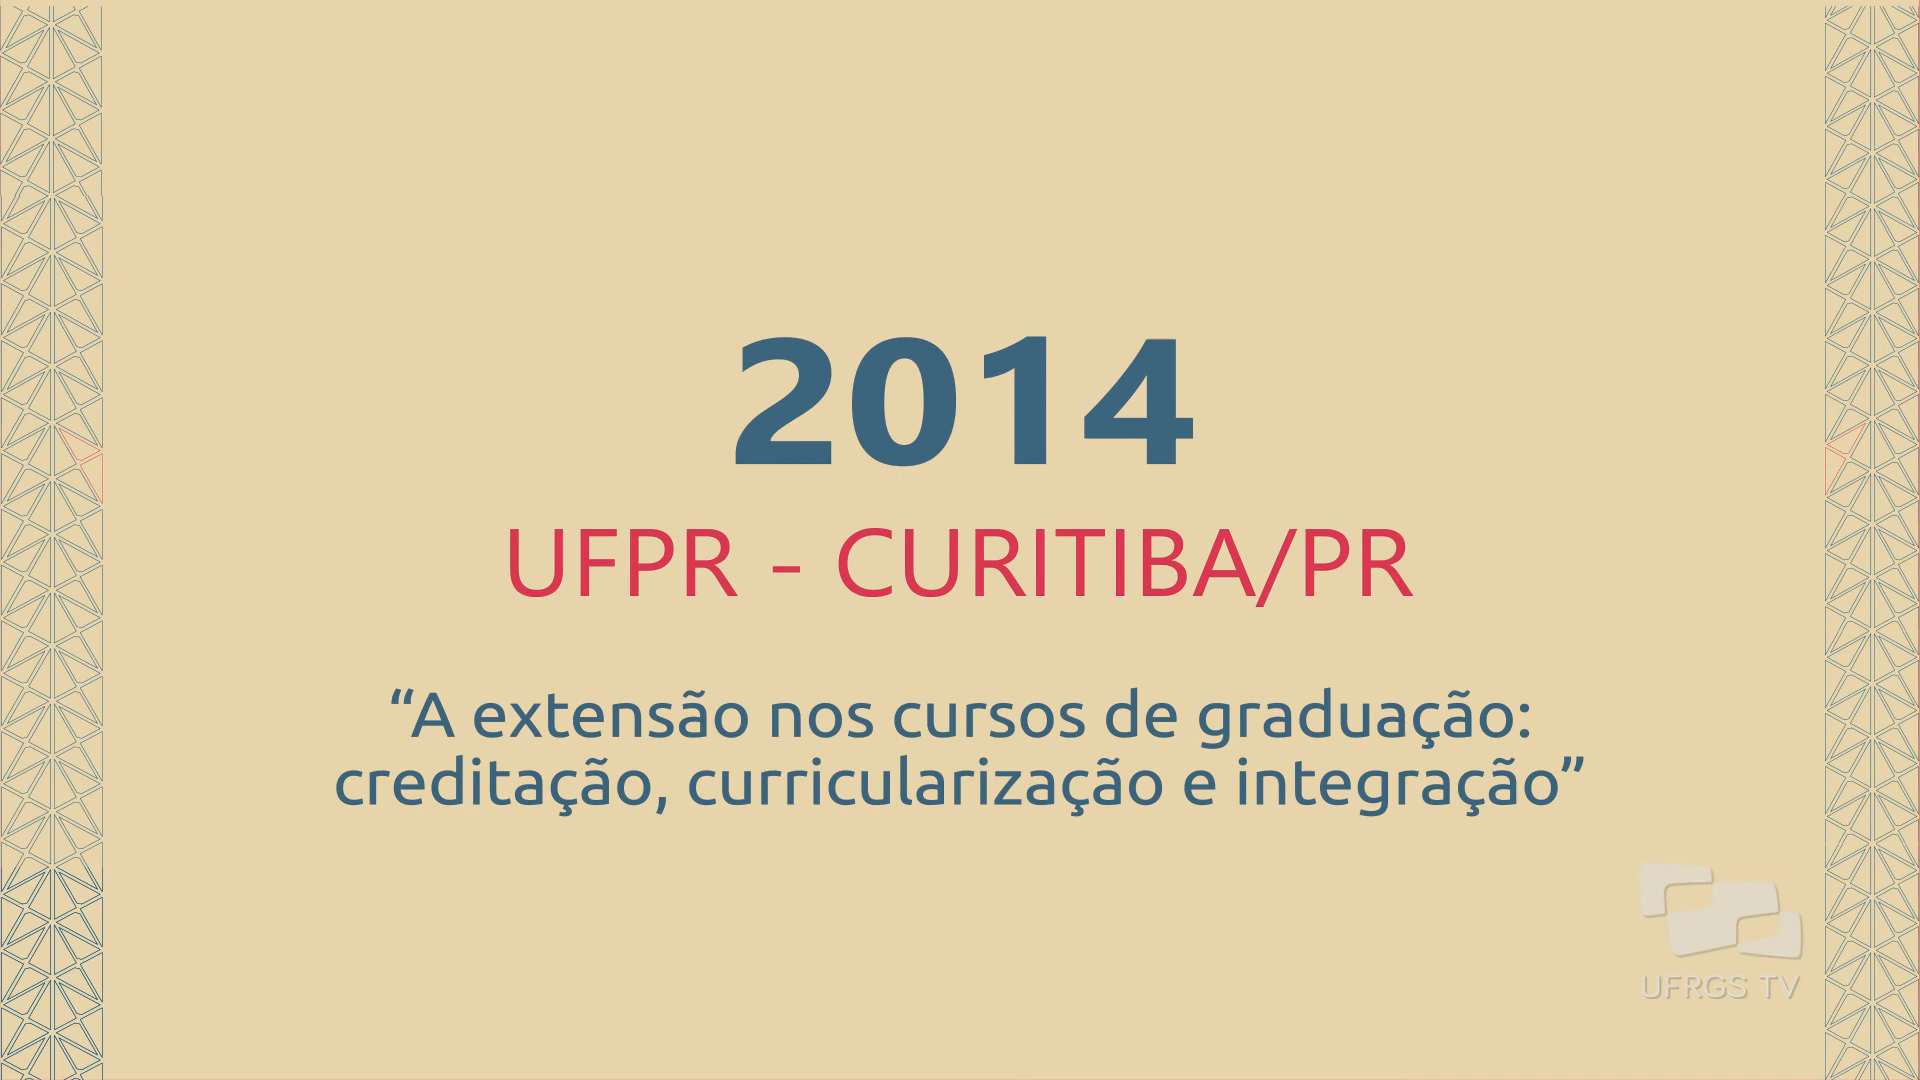 2014
UFPR - CURITIBA/PR
“A extensão nos cursos de graduação:
creditação, curricularização e integração”
UFRGS TV